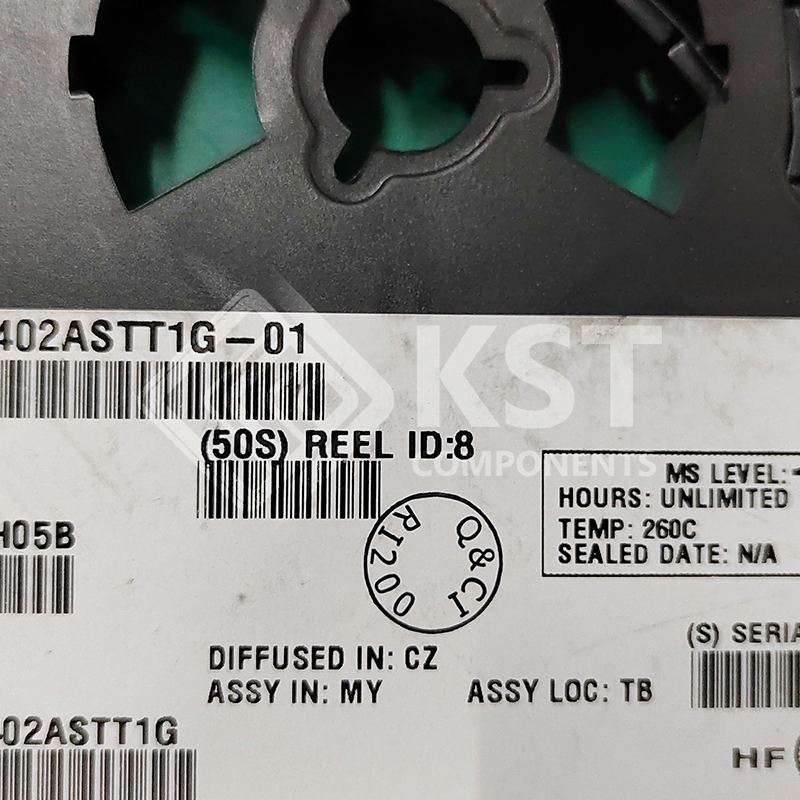 402ASTT1G-01
KST
COMPONENTS
(50S) REEL ID:8
MS LEVEL:
HOURS: UNLIMITED
TEMP: 260C
SEALED DATE: N/A
H05B
Q&CI
RI200
DIFFUSED IN: CZ
ASSY IN: MY ASSY LOC: TB
(S) SERIA
02ASTT1G
HF